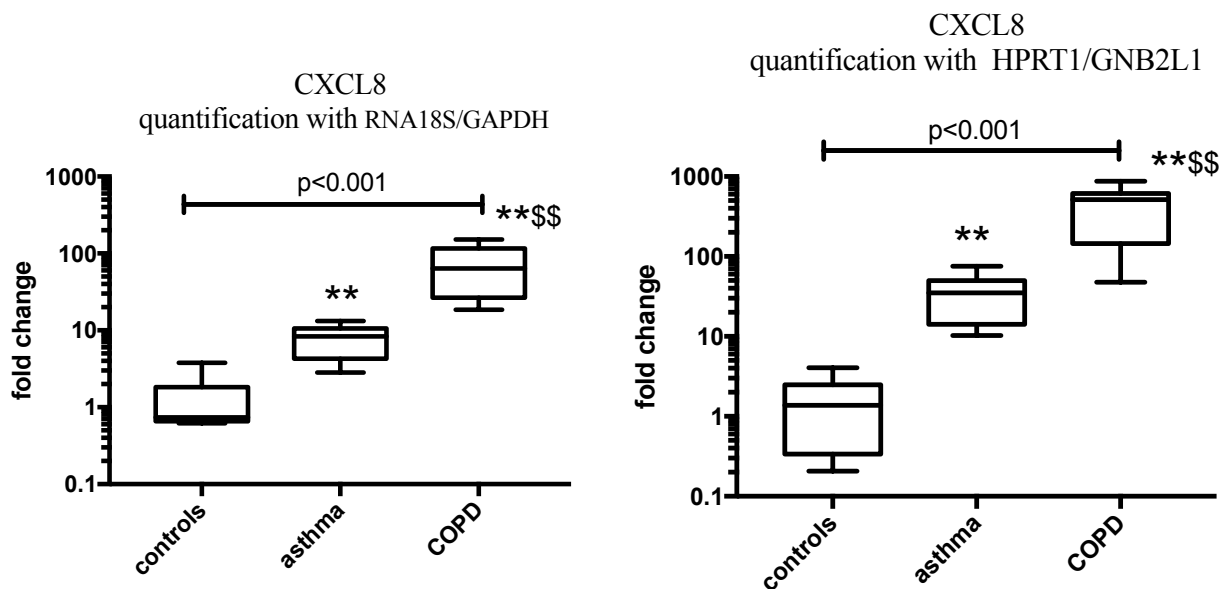 CXCL8
quantification with RNA18S/GAPDH
p<0.001
**$$
**
1000
100
10
1
0.1
fold change
controls
asthma
COPD
CXCL8
quantification with HPRT1/GNB2L1
p<0.001
**$$
**
1000
100
10
1
0.1
fold change
controls
asthma
COPD